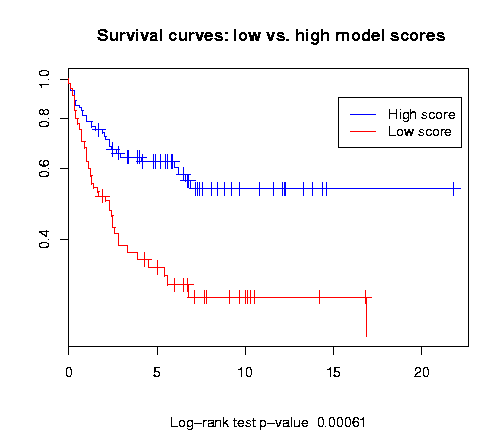 Survival curves: low vs. high model scores
1.0
0.8
0.6
0.4
High score
Low score
0 5 10 15 20
Log−rank test p−value 0.00061